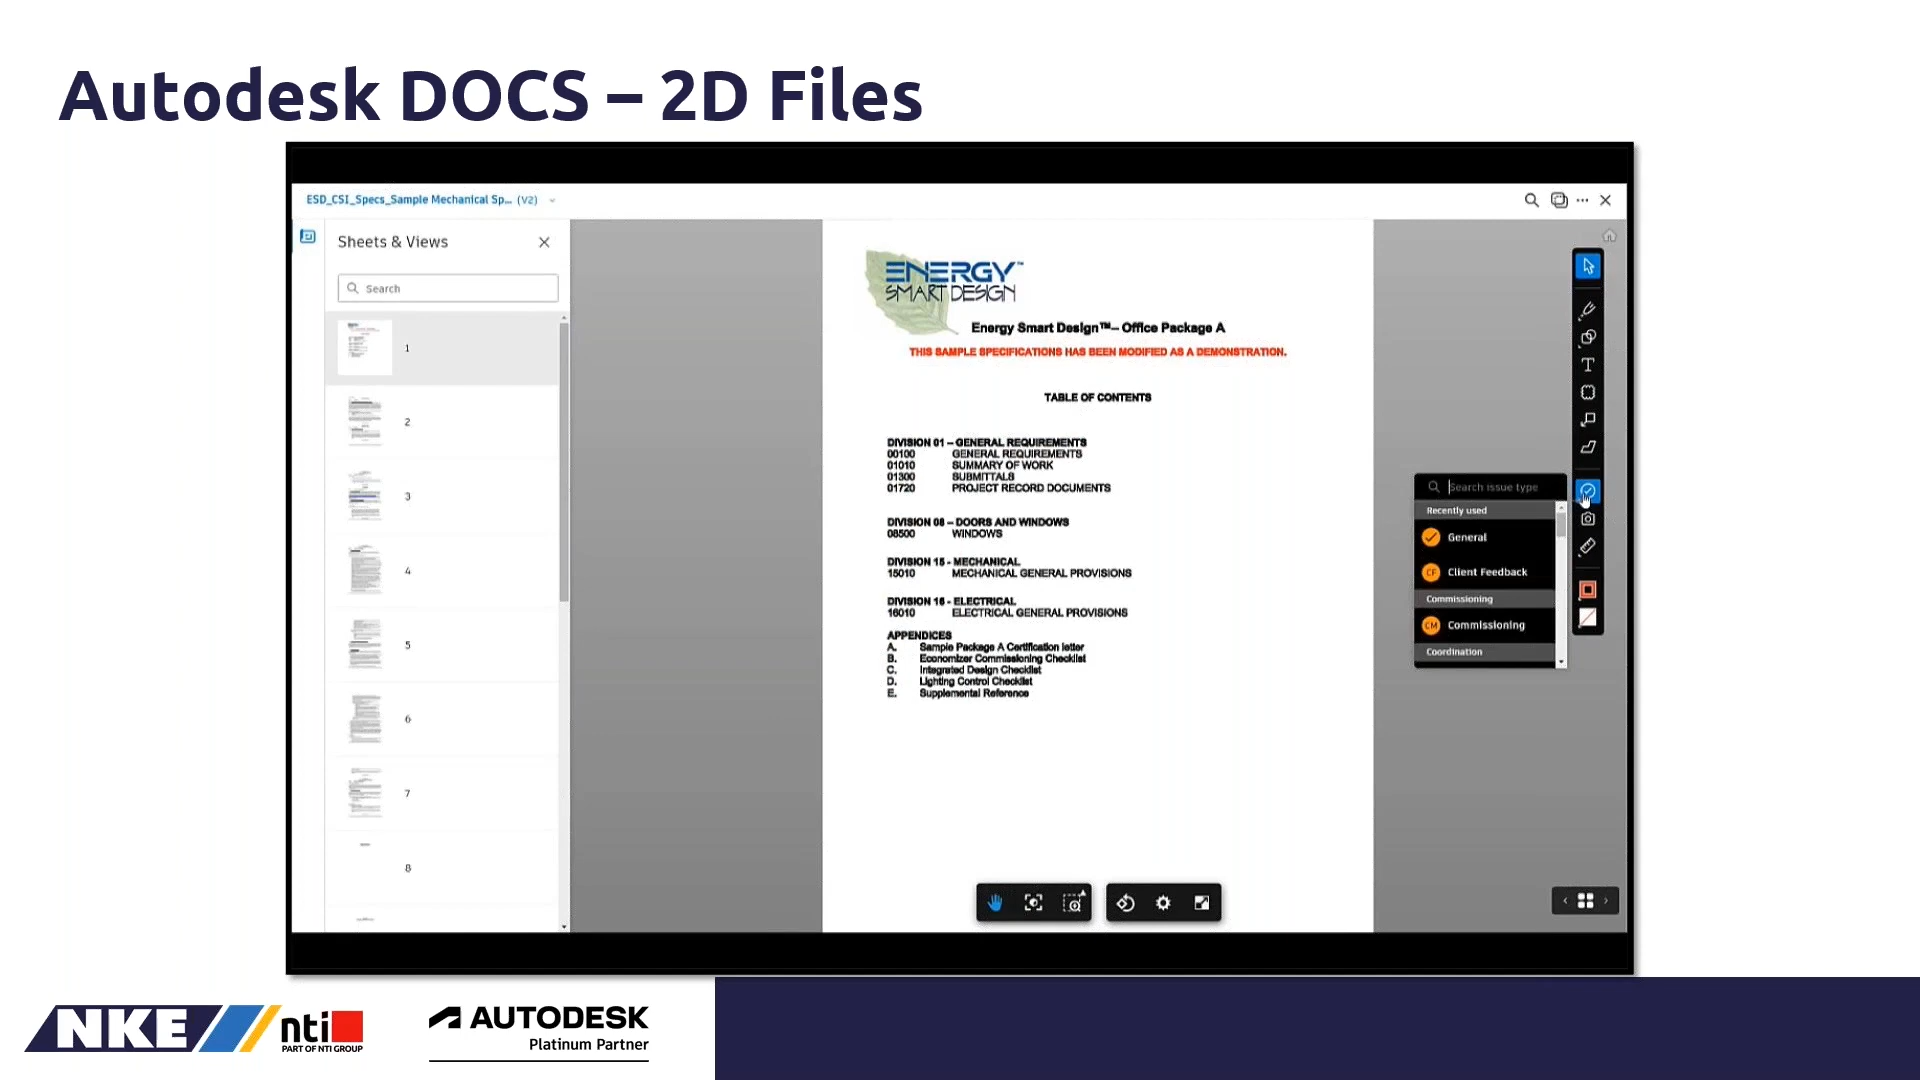 Autodesk DOCS – 2D Files
ESD_CSI_Specs_Sample Mechanical Sp... (V2)
Sheets & Views
Search
1
2
3
4
5
6
7
8
ENERGY™
SMART DESIGN
Energy Smart Design™– Office Package A
THIS SAMPLE SPECIFICATIONS HAS BEEN MODIFIED AS A DEMONSTRATION.
TABLE OF CONTENTS
DIVISION 01 – GENERAL REQUIREMENTS
00100 GENERAL REQUIREMENTS
01010 SUMMARY OF WORK
01300 SUBMITTALS
01720 PROJECT RECORD DOCUMENTS
DIVISION 08 – DOORS AND WINDOWS
08500 WINDOWS
DIVISION 15 - MECHANICAL
15010 MECHANICAL GENERAL PROVISIONS
DIVISION 16 - ELECTRICAL
16010 ELECTRICAL GENERAL PROVISIONS
APPENDICES
A. Sample Package A Certification letter
B. Economizer Commissioning Checklist
C. Integrated Design Checklist
D. Lighting Control Checklist
E. Supplemental Reference
T
Search issue type
Recently used
General
CF Client Feedback
Commissioning
CM Commissioning
Coordination
NKE
nti
PART OF NTI GROUP
AUTODESK
Platinum Partner